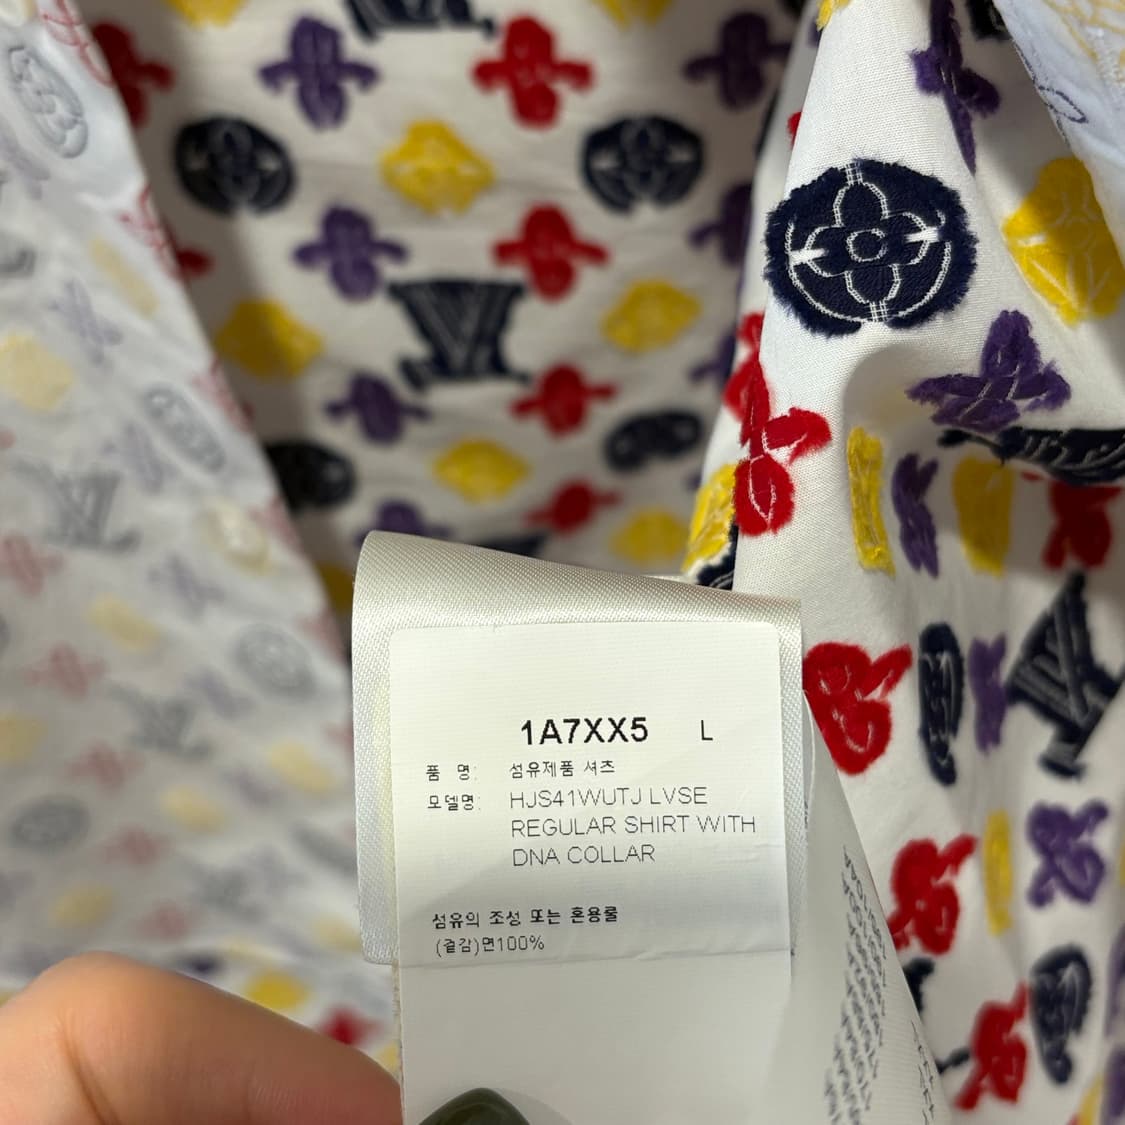 1A7XX5 L
품 명: 섬유제품 셔츠
모델명: HJS41WUTJ LVSE
REGULAR SHIRT WITH
DNA COLLAR
섬유의 조성 또는 혼용률
(겉감)면100%